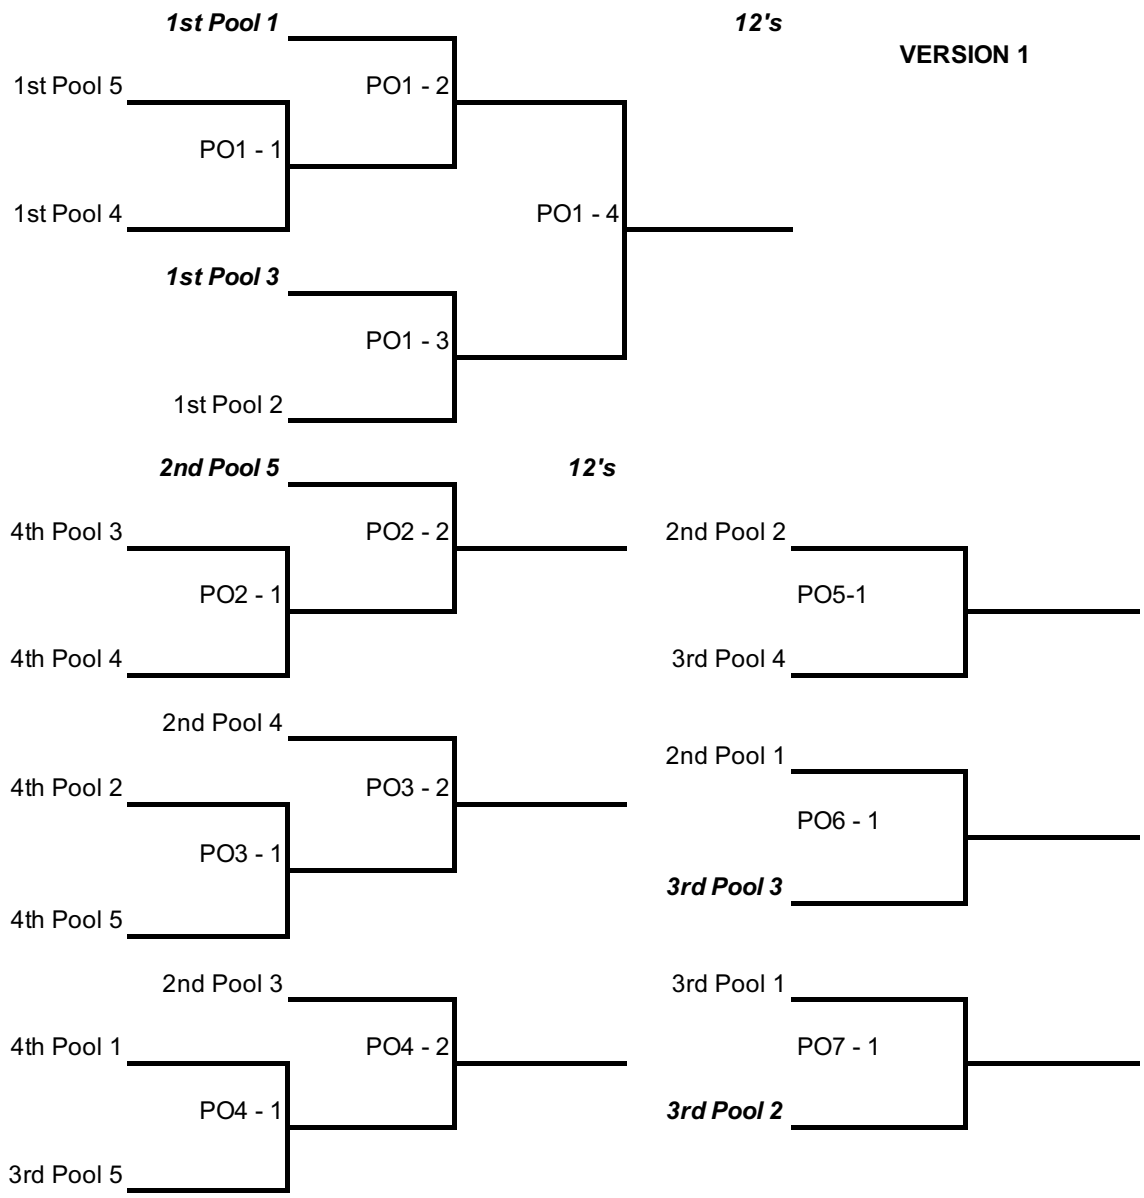 1st Pool 1
12's
VERSION 1
1st Pool 5
PO1 - 2
PO1 - 1
1st Pool 4
PO1 - 4
1st Pool 3
PO1 - 3
1st Pool 2
2nd Pool 5
12's
4th Pool 3
PO2 - 2
2nd Pool 2
PO2 - 1
PO5-1
4th Pool 4
3rd Pool 4
2nd Pool 4
2nd Pool 1
4th Pool 2
PO3 - 2
PO6 - 1
PO3 - 1
3rd Pool 3
4th Pool 5
2nd Pool 3
3rd Pool 1
4th Pool 1
PO4 - 2
PO7 - 1
PO4 - 1
3rd Pool 2
3rd Pool 5